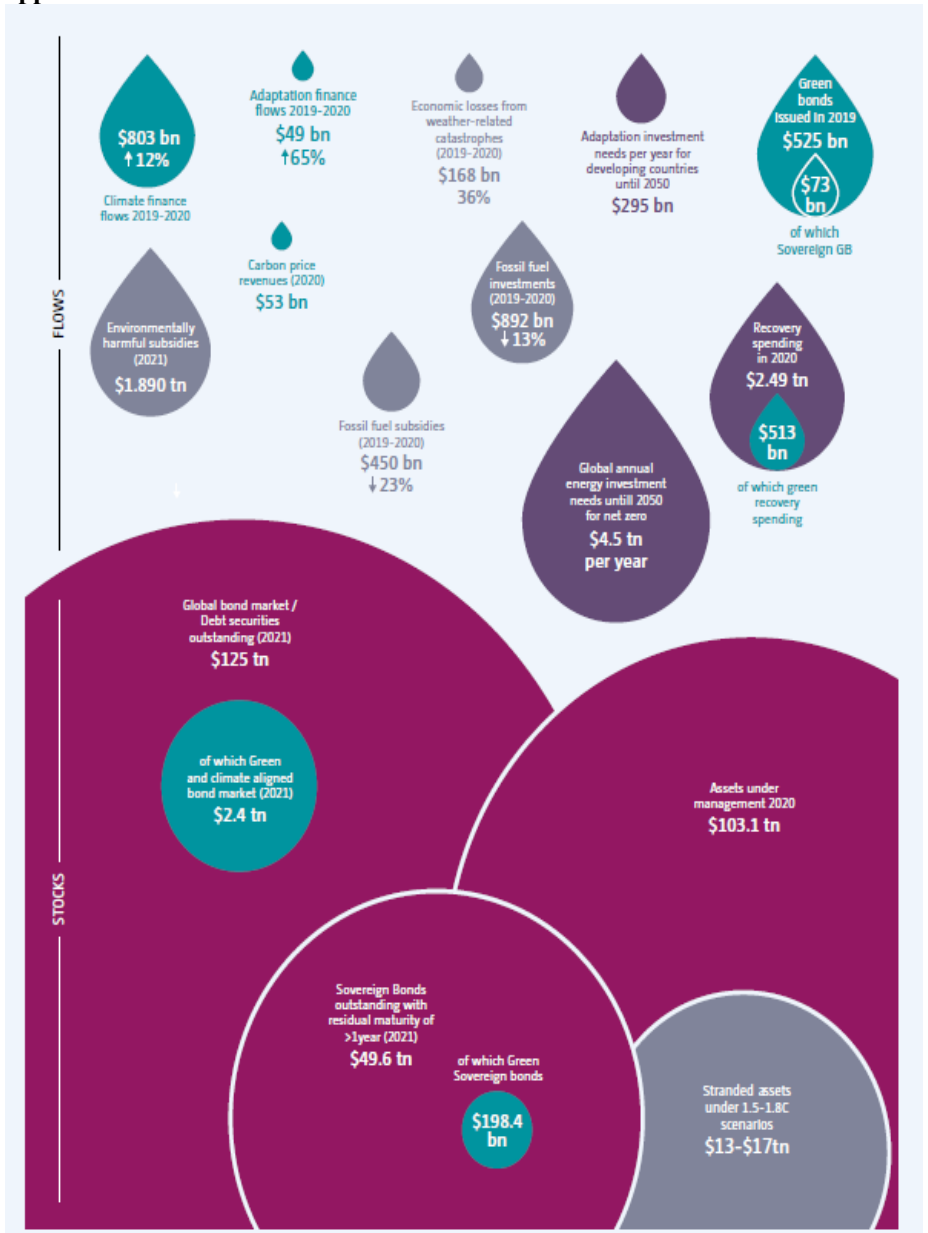 $803 bn
↑12%
Climate finance
flows 2019-2020
Adaptation finance
flows 2019-2020
$49 bn
↑65%
Economic losses from
weather-related
catastrophes
(2019-2020)
$168 bn
36%
Adaptation investment
needs per year for
developing countries
until 2050
$295 bn
Green
bonds
issued in 2019
$525 bn
$73
bn
of which
Sovereign GB
FLOWS
Environmentally
harmful subsidies
(2021)
$1.890 tn
Carbon price
revenues (2020)
$53 bn
Fossil fuel
investments
(2019-2020)
$892 bn
↓13%
Fossil fuel subsidies
(2019-2020)
$450 bn
↓23%
Recovery
spending
in 2020
$2.49 tn
$513
bn
of which green
recovery
spending
Global annual
energy investment
needs untill 2050
for net zero
$4.5 tn
per year
STOCKS
Global bond market /
Debt securities
outstanding (2021)
$125 tn
of which Green
and climate aligned
bond market (2021)
$2.4 tn
Assets under
management 2020
$103.1 tn
Sovereign Bonds
outstanding with
residual maturity of
>1year (2021)
$49.6 tn
of which Green
Sovereign bonds
$198.4
bn
Stranded assets
under 1.5-1.8C
scenarios
$13-$17tn